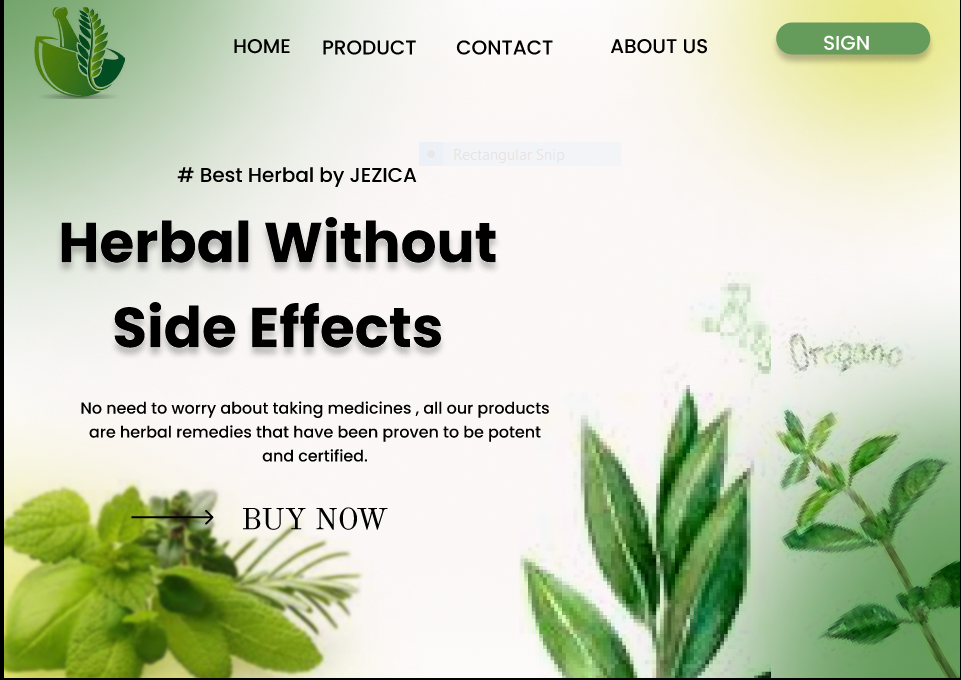 HOME PRODUCT CONTACT ABOUT US SIGN
Rectangular Snip
# Best Herbal by JEZICA
Herbal Without
Side Effects
Oregano
No need to worry about taking medicines , all our products
are herbal remedies that have been proven to be potent
and certified.
BUY NOW